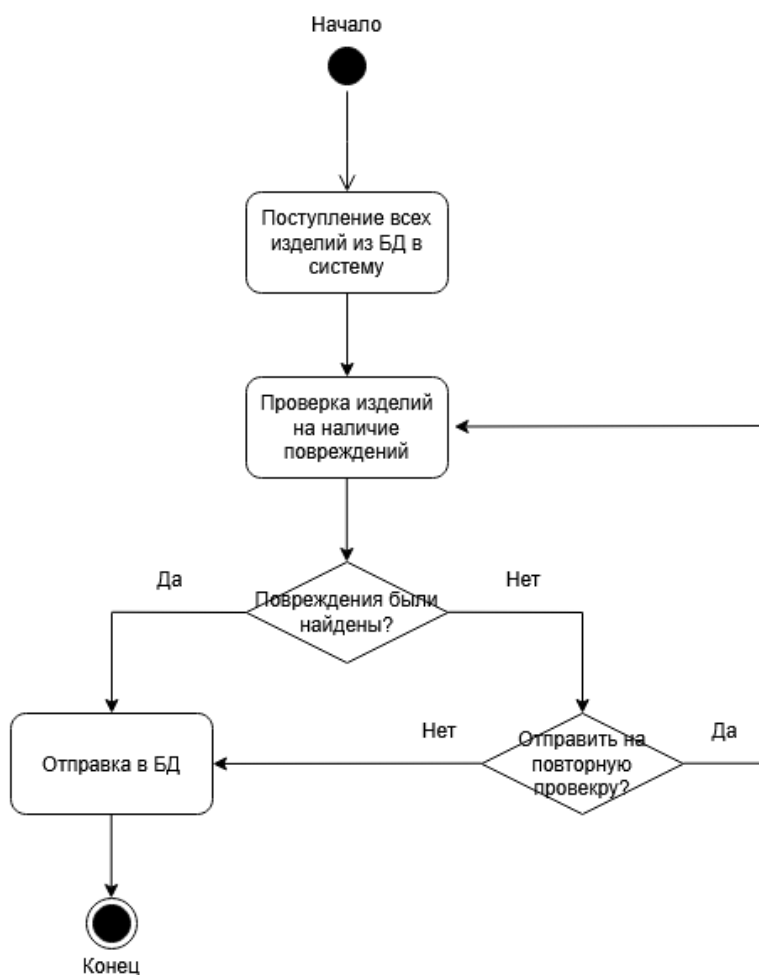 Начало
Поступление всех
изделий из БД в
систему
Проверка изделий
на наличие
повреждений
Да
Нет
Повреждения были
найдены?
Нет
Да
Отправить на
повторную
провекру?
Отправка в БД
Конец